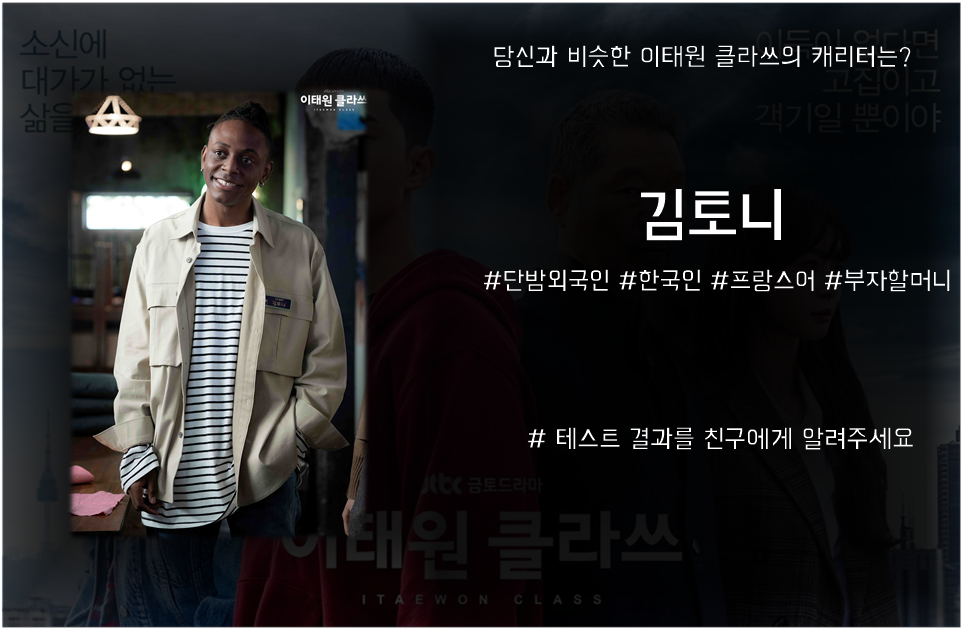 소신에
대가가 없는
삶을
이득이 없다면
고집이고
객기일 뿐이야
당신과 비슷한 이태원 클라쓰의 캐리터는?
이태원 클라쓰
ITAEWON CLASS
김토니
#단밤외국인 #한국인 #프랑스어 #부자할머니
# 테스트 결과를 친구에게 알려주세요
jtbc 금토드라마
이태원 클라쓰
ITAEWON CLASS